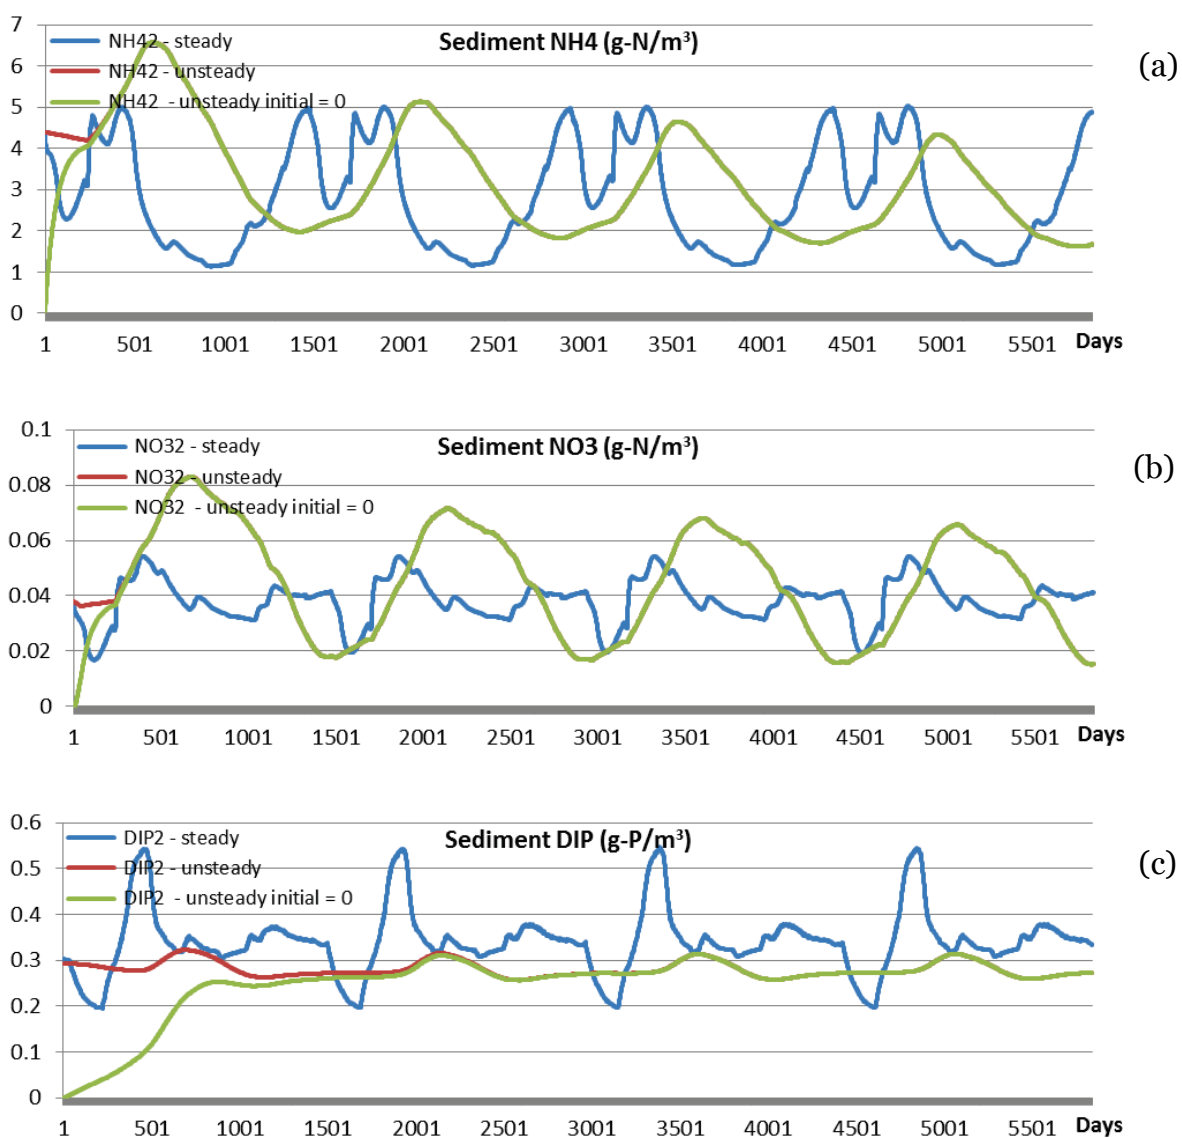 7
NH42 - steady
Sediment NH4 (g-N/m³)
(a)
6
NH42 - unsteady
5
NH42 - unsteady initial = 0
4
3
2
1
0
1 501 1001 1501 2001 2501 3001 3501 4001 4501 5001 5501 Days
0.1
NO32 - steady
Sediment NO3 (g-N/m³)
(b)
NO32 - unsteady
0.08
NO32 - unsteady initial = 0
0.06
0.04
0.02
0
1 501 1001 1501 2001 2501 3001 3501 4001 4501 5001 5501 Days
0.6
DIP2 - steady
Sediment DIP (g-P/m³)
(c)
0.5
DIP2 - unsteady
DIP2 - unsteady initial = 0
0.4
0.3
0.2
0.1
0
1 501 1001 1501 2001 2501 3001 3501 4001 4501 5001 5501 Days